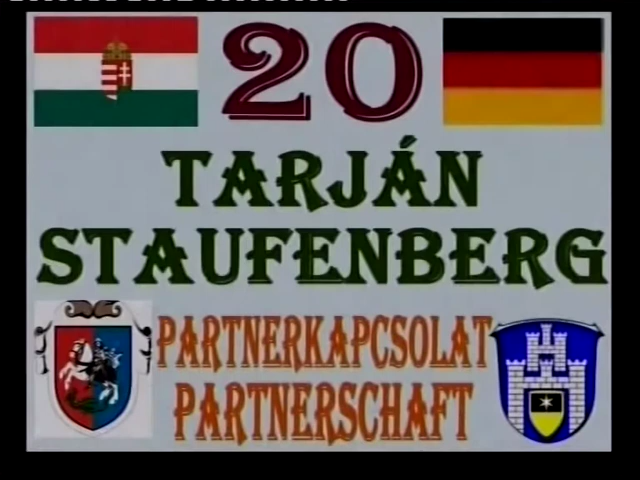 20
TARJÁN
STAUFENBERG
PARTNERKAPCSOLAT
PARTNERSCHAFT